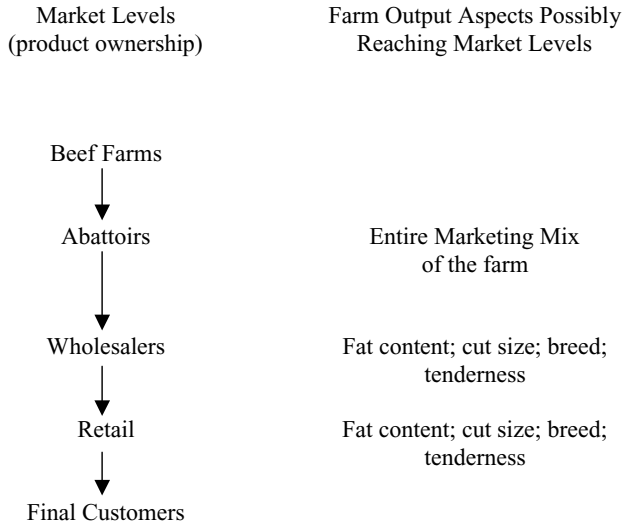 Market Levels
(product ownership)
Farm Output Aspects Possibly
Reaching Market Levels
Beef Farms
Abattoirs
Entire Marketing Mix
of the farm
Wholesalers
Fat content; cut size; breed;
tenderness
Retail
Fat content; cut size; breed;
tenderness
Final Customers